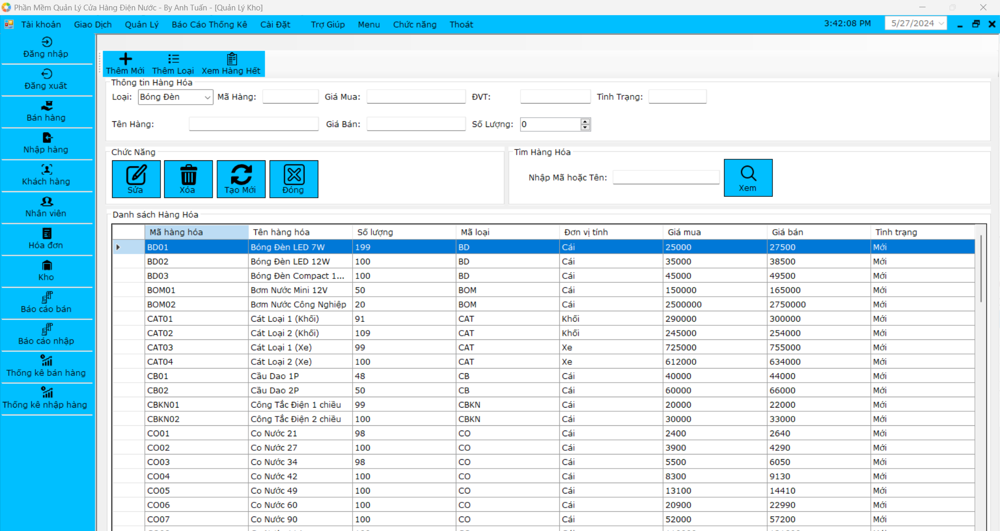 Phần Mềm Quản Lý Cửa Hàng Điện Nước - By Anh Tuấn - [Quản Lý Kho]
Tài khoản Giao Dịch Quản Lý Báo Cáo Thống Kê Cài Đặt Trợ Giúp Menu Chức năng Thoát 3:42:08 PM 5/27/2024
Đăng nhập
Đăng xuất
Bán hàng
Nhập hàng
Khách hàng
Nhân viên
Hóa đơn
Kho
Báo cáo bán
Báo cáo nhập
Thống kê bán hàng
Thống kê nhập hàng
Thêm Mới Thêm Loại Xem Hàng Hết
Thông tin Hàng Hóa
Loại: Bóng Đèn Mã Hàng: Giá Mua: ĐVT: Tình Trạng:
Tên Hàng: Giá Bán: Số Lượng: 0
Chức Năng
Sửa Xóa Tạo Mới Đóng
Tìm Hàng Hóa
Nhập Mã hoặc Tên: Xem
Danh sách Hàng Hóa
Mã hàng hóa Tên hàng hóa Số lượng Mã loại Đơn vị tính Giá mua Giá bán Tình trạng
BD01 Bóng Đèn LED 7W 199 BD Cái 25000 27500 Mới
BD02 Bóng Đèn LED 12W 100 BD Cái 35000 38500 Mới
BD03 Bóng Đèn Compact 1... 100 BD Cái 45000 49500 Mới
BOM01 Bơm Nước Mini 12V 50 BOM Cái 150000 165000 Mới
BOM02 Bơm Nước Công Nghiệp 20 BOM Cái 2500000 2750000 Mới
CAT01 Cát Loại 1 (Khối) 91 CAT Khối 290000 300000 Mới
CAT02 Cát Loại 2 (Khối) 109 CAT Khối 245000 254000 Mới
CAT03 Cát Loại 1 (Xe) 99 CAT Xe 725000 755000 Mới
CAT04 Cát Loại 2 (Xe) 100 CAT Xe 612000 634000 Mới
CB01 Cầu Dao 1P 48 CB Cái 40000 44000 Mới
CB02 Cầu Dao 2P 50 CB Cái 60000 66000 Mới
CBKN01 Công Tắc Điện 1 chiều 99 CBKN Cái 20000 22000 Mới
CBKN02 Công Tắc Điện 2 chiều 100 CBKN Cái 30000 33000 Mới
CO01 Co Nước 21 98 CO Cái 2400 2640 Mới
CO02 Co Nước 27 100 CO Cái 3900 4290 Mới
CO03 Co Nước 34 98 CO Cái 5500 6050 Mới
CO04 Co Nước 42 100 CO Cái 8300 9130 Mới
CO05 Co Nước 49 100 CO Cái 13100 14410 Mới
CO06 Co Nước 60 100 CO Cái 20900 22990 Mới
CO07 Co Nước 90 100 CO Cái 52000 57200 Mới